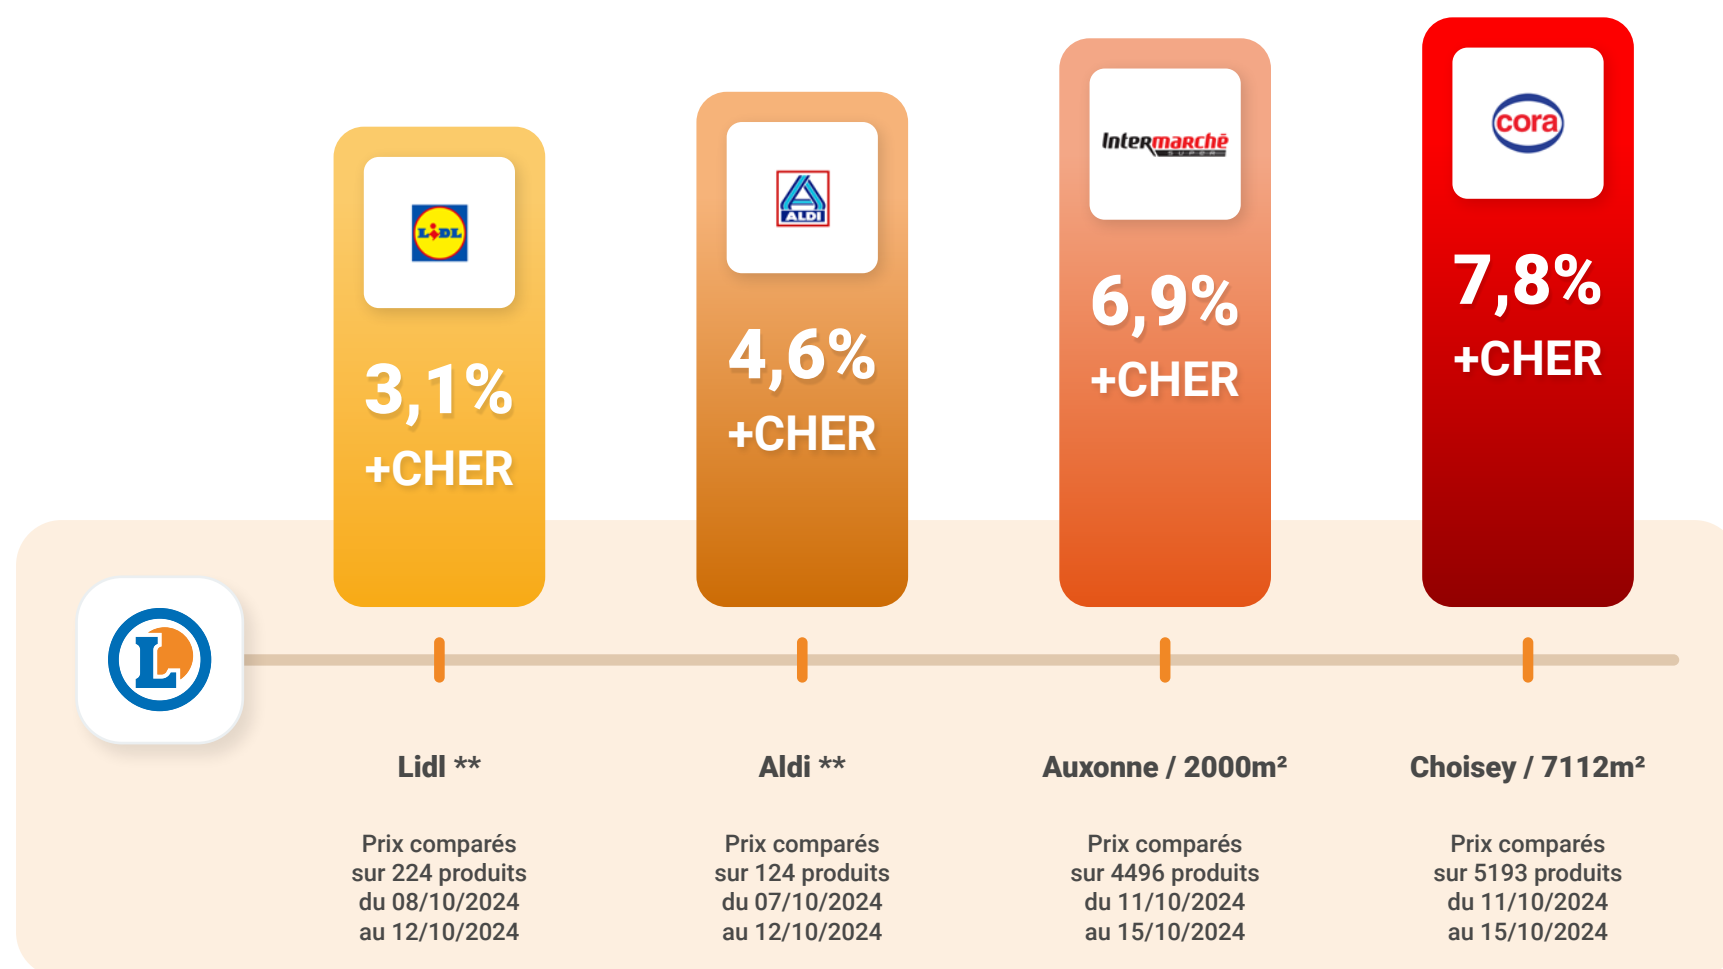 LIDL
3,1%
+CHER
ALDI
4,6%
+CHER
Intermarchē
SUPER
6,9%
+CHER
cora
7,8%
+CHER
L
Lidl **
Prix comparés
sur 224 produits
du 08/10/2024
au 12/10/2024
Aldi **
Prix comparés
sur 124 produits
du 07/10/2024
au 12/10/2024
Auxonne / 2000m²
Prix comparés
sur 4496 produits
du 11/10/2024
au 15/10/2024
Choisey / 7112m²
Prix comparés
sur 5193 produits
du 11/10/2024
au 15/10/2024